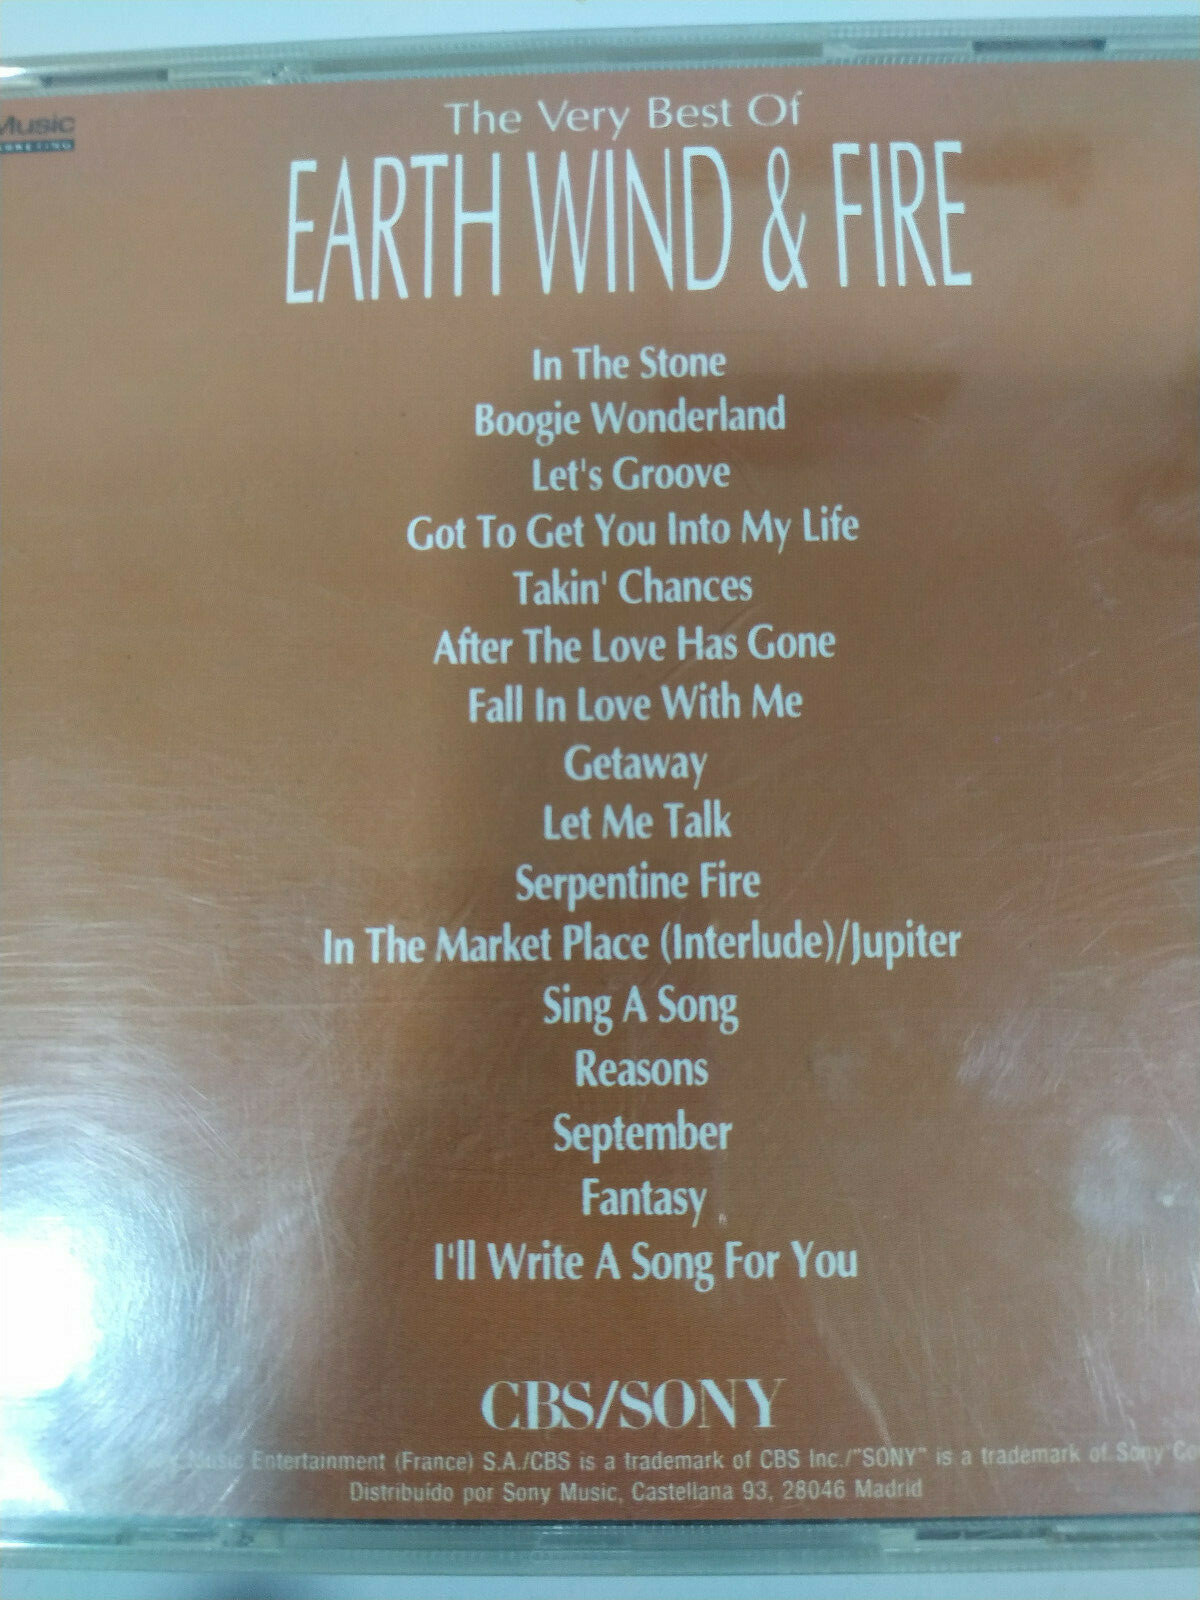 Music
The Very Best Of
EARTH WIND & FIRE
In The Stone
Boogie Wonderland
Let's Groove
Got To Get You Into My Life
Takin' Chances
After The Love Has Gone
Fall In Love With Me
Getaway
Let Me Talk
Serpentine Fire
In The Market Place (Interlude)/Jupiter
Sing A Song
Reasons
September
Fantasy
I'll Write A Song For You
CBS/SONY
Music Entertainment (France) S.A./CBS is a trademark of CBS Inc./"SONY" is a trademark of Sony Co
Distribuido por Sony Music, Castellana 93, 28046 Madrid